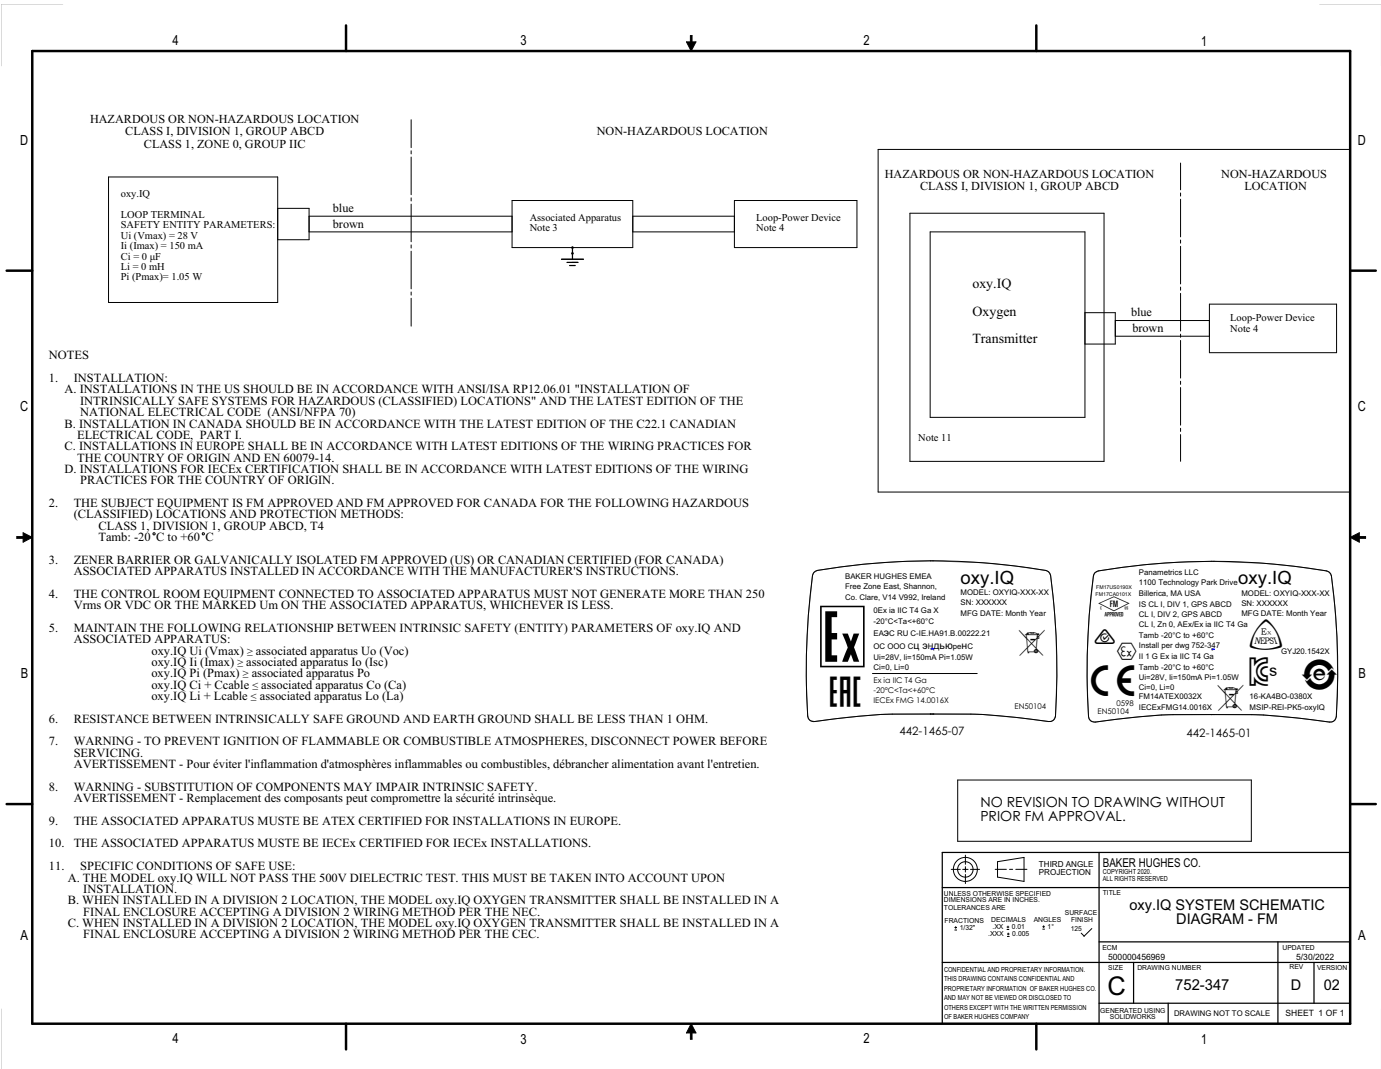 4
3
2
1
D
D
HAZARDOUS OR NON-HAZARDOUS LOCATION
CLASS I, DIVISION 1, GROUP ABCD
CLASS 1, ZONE 0, GROUP IIC
NON-HAZARDOUS LOCATION
oxy.IQ
LOOP TERMINAL
SAFETY ENTITY PARAMETERS:
Ui (Vmax) = 28 V
Ii (Imax) = 150 mA
Ci = 0 µF
Li = 0 mH
Pi (Pmax)= 1.05 W
blue
brown
Associated Apparatus
Note 3
Loop-Power Device
Note 4
HAZARDOUS OR NON-HAZARDOUS LOCATION
CLASS I, DIVISION 1, GROUP ABCD
NON-HAZARDOUS
LOCATION
oxy.IQ
Oxygen
Transmitter
blue
brown
Loop-Power Device
Note 4
Note 11
C
C
NOTES
1. INSTALLATION:
A. INSTALLATIONS IN THE US SHOULD BE IN ACCORDANCE WITH ANSI/ISA RP12.06.01 "INSTALLATION OF
INTRINSICALLY SAFE SYSTEMS FOR HAZARDOUS (CLASSIFIED) LOCATIONS" AND THE LATEST EDITION OF THE
NATIONAL ELECTRICAL CODE (ANSI/NFPA 70)
B. INSTALLATION IN CANADA SHOULD BE IN ACCORDANCE WITH THE LATEST EDITION OF THE C22.1 CANADIAN
ELECTRICAL CODE, PART I.
C. INSTALLATIONS IN EUROPE SHALL BE IN ACCORDANCE WITH LATEST EDITIONS OF THE WIRING PRACTICES FOR
THE COUNTRY OF ORIGIN AND EN 60079-14.
D. INSTALLATIONS FOR IECEx CERTIFICATION SHALL BE IN ACCORDANCE WITH LATEST EDITIONS OF THE WIRING
PRACTICES FOR THE COUNTRY OF ORIGIN.
2. THE SUBJECT EQUIPMENT IS FM APPROVED AND FM APPROVED FOR CANADA FOR THE FOLLOWING HAZARDOUS
(CLASSIFIED) LOCATIONS AND PROTECTION METHODS:
CLASS 1, DIVISION 1, GROUP ABCD, T4
Tamb: -20°C to +60°C
3. ZENER BARRIER OR GALVANICALLY ISOLATED FM APPROVED (US) OR CANADIAN CERTIFIED (FOR CANADA)
ASSOCIATED APPARATUS INSTALLED IN ACCORDANCE WITH THE MANUFACTURER'S INSTRUCTIONS.
4. THE CONTROL ROOM EQUIPMENT CONNECTED TO ASSOCIATED APPARATUS MUST NOT GENERATE MORE THAN 250
Vrms OR VDC OR THE MARKED Um ON THE ASSOCIATED APPARATUS, WHICHEVER IS LESS.
5. MAINTAIN THE FOLLOWING RELATIONSHIP BETWEEN INTRINSIC SAFETY (ENTITY) PARAMETERS OF oxy.IQ AND
ASSOCIATED APPARATUS:
oxy.IQ Ui (Vmax) ≥ associated apparatus Uo (Voc)
oxy.IQ Ii (Imax) ≥ associated apparatus Io (Isc)
oxy.IQ Pi (Pmax) ≥ associated apparatus Po
oxy.IQ Ci + Ccable ≤ associated apparatus Co (Ca)
oxy.IQ Li + Lcable ≤ associated apparatus Lo (La)
6. RESISTANCE BETWEEN INTRINSICALLY SAFE GROUND AND EARTH GROUND SHALL BE LESS THAN 1 OHM.
7. WARNING - TO PREVENT IGNITION OF FLAMMABLE OR COMBUSTIBLE ATMOSPHERES, DISCONNECT POWER BEFORE
SERVICING.
AVERTISSEMENT - Pour éviter l'inflammation d'atmosphères inflammables ou combustibles, débrancher alimentation avant l'entretien.
8. WARNING - SUBSTITUTION OF COMPONENTS MAY IMPAIR INTRINSIC SAFETY.
AVERTISSEMENT - Remplacement des composants peut compromettre la sécurité intrinsèque.
9. THE ASSOCIATED APPARATUS MUSTE BE ATEX CERTIFIED FOR INSTALLATIONS IN EUROPE.
10. THE ASSOCIATED APPARATUS MUSTE BE IECEx CERTIFIED FOR IECEx INSTALLATIONS.
11. SPECIFIC CONDITIONS OF SAFE USE:
A. THE MODEL oxy.IQ WILL NOT PASS THE 500V DIELECTRIC TEST. THIS MUST BE TAKEN INTO ACCOUNT UPON
INSTALLATION.
B. WHEN INSTALLED IN A DIVISION 2 LOCATION, THE MODEL oxy.IQ OXYGEN TRANSMITTER SHALL BE INSTALLED IN A
FINAL ENCLOSURE ACCEPTING A DIVISION 2 WIRING METHOD PER THE NEC.
C. WHEN INSTALLED IN A DIVISION 2 LOCATION, THE MODEL oxy.IQ OXYGEN TRANSMITTER SHALL BE INSTALLED IN A
FINAL ENCLOSURE ACCEPTING A DIVISION 2 WIRING METHOD PER THE CEC.
BAKER HUGHES EMEA
Free Zone East, Shannon,
Co. Clare, V14 V992, Ireland
oxy.IQ
MODEL: OXYIQ-XXX-XX
SN: XXXXXX
MFG DATE: Month Year
0Ex ia IIC T4 Ga X
-20°C<Ta<+60°C
ЕАЭС RU C-IE.HA91.B.00222.21
ОС ООО СЦ
Ui=28V, Ii=150mA Pi=1.05W
Ci=0, Li=0
Ex ia IIC T4 Ga
-20°C<Ta<+60°C
IECEx FMG 14.0016X
EN50104
Ex
EAC
442-1465-07
Panametrics LLC
1100 Technology Park Drive
Billerica, MA USA
oxy.IQ
MODEL: OXYIQ-XXX-XX
SN: XXXXXX
MFG DATE: Month Year
FM17US0190X
FM17CA0101X
FM
APPROVED
IS CL I, DIV 1, GPS ABCD
CL I, DIV 2, GPS ABCD
CL I, Zn 0, AEx/Ex ia IIC T4 Ga
Tamb -20°C to +60°C
Install per dwg 752-347
II 1 G Ex ia IIC T4 Ga
Tamb -20°C to +60°C
Ui=28V, Ii=150mA Pi=1.05W
Ci=0, Li=0
FM14ATEX0032X
IECExFMG14.0016X
Ex
CE
0598
EN50104
Ex
NEPSI
GYJ20.1542X
16-KA4BO-0380X
MSIP-REI-PK5-oxyIQ
442-1465-01
B
B
NO REVISION TO DRAWING WITHOUT
PRIOR FM APPROVAL.
THIRD ANGLE
PROJECTION
BAKER HUGHES CO.
COPYRIGHT 2020.
ALL RIGHTS RESERVED
UNLESS OTHERWISE SPECIFIED
DIMENSIONS ARE IN INCHES.
TOLERANCES ARE
FRACTIONS DECIMALS ANGLES SURFACE FINISH
± 1/32" .XX ± 0.01 ± 1° 125
.XXX ± 0.005
TITLE
oxy.IQ SYSTEM SCHEMATIC
DIAGRAM - FM
ECM
500000456969
UPDATED
5/30/2022
CONFIDENTIAL AND PROPRIETARY INFORMATION.
THIS DRAWING CONTAINS CONFIDENTIAL AND
PROPRIETARY INFORMATION OF BAKER HUGHES CO.
AND MAY NOT BE VIEWED OR DISCLOSED TO
OTHERS EXCEPT WITH THE WRITTEN PERMISSION
OF BAKER HUGHES COMPANY
SIZE
C
DRAWING NUMBER
752-347
REV
D
VERSION
02
GENERATED USING
SOLIDWORKS
DRAWING NOT TO SCALE
SHEET 1 OF 1
A
A
4
3
2
1